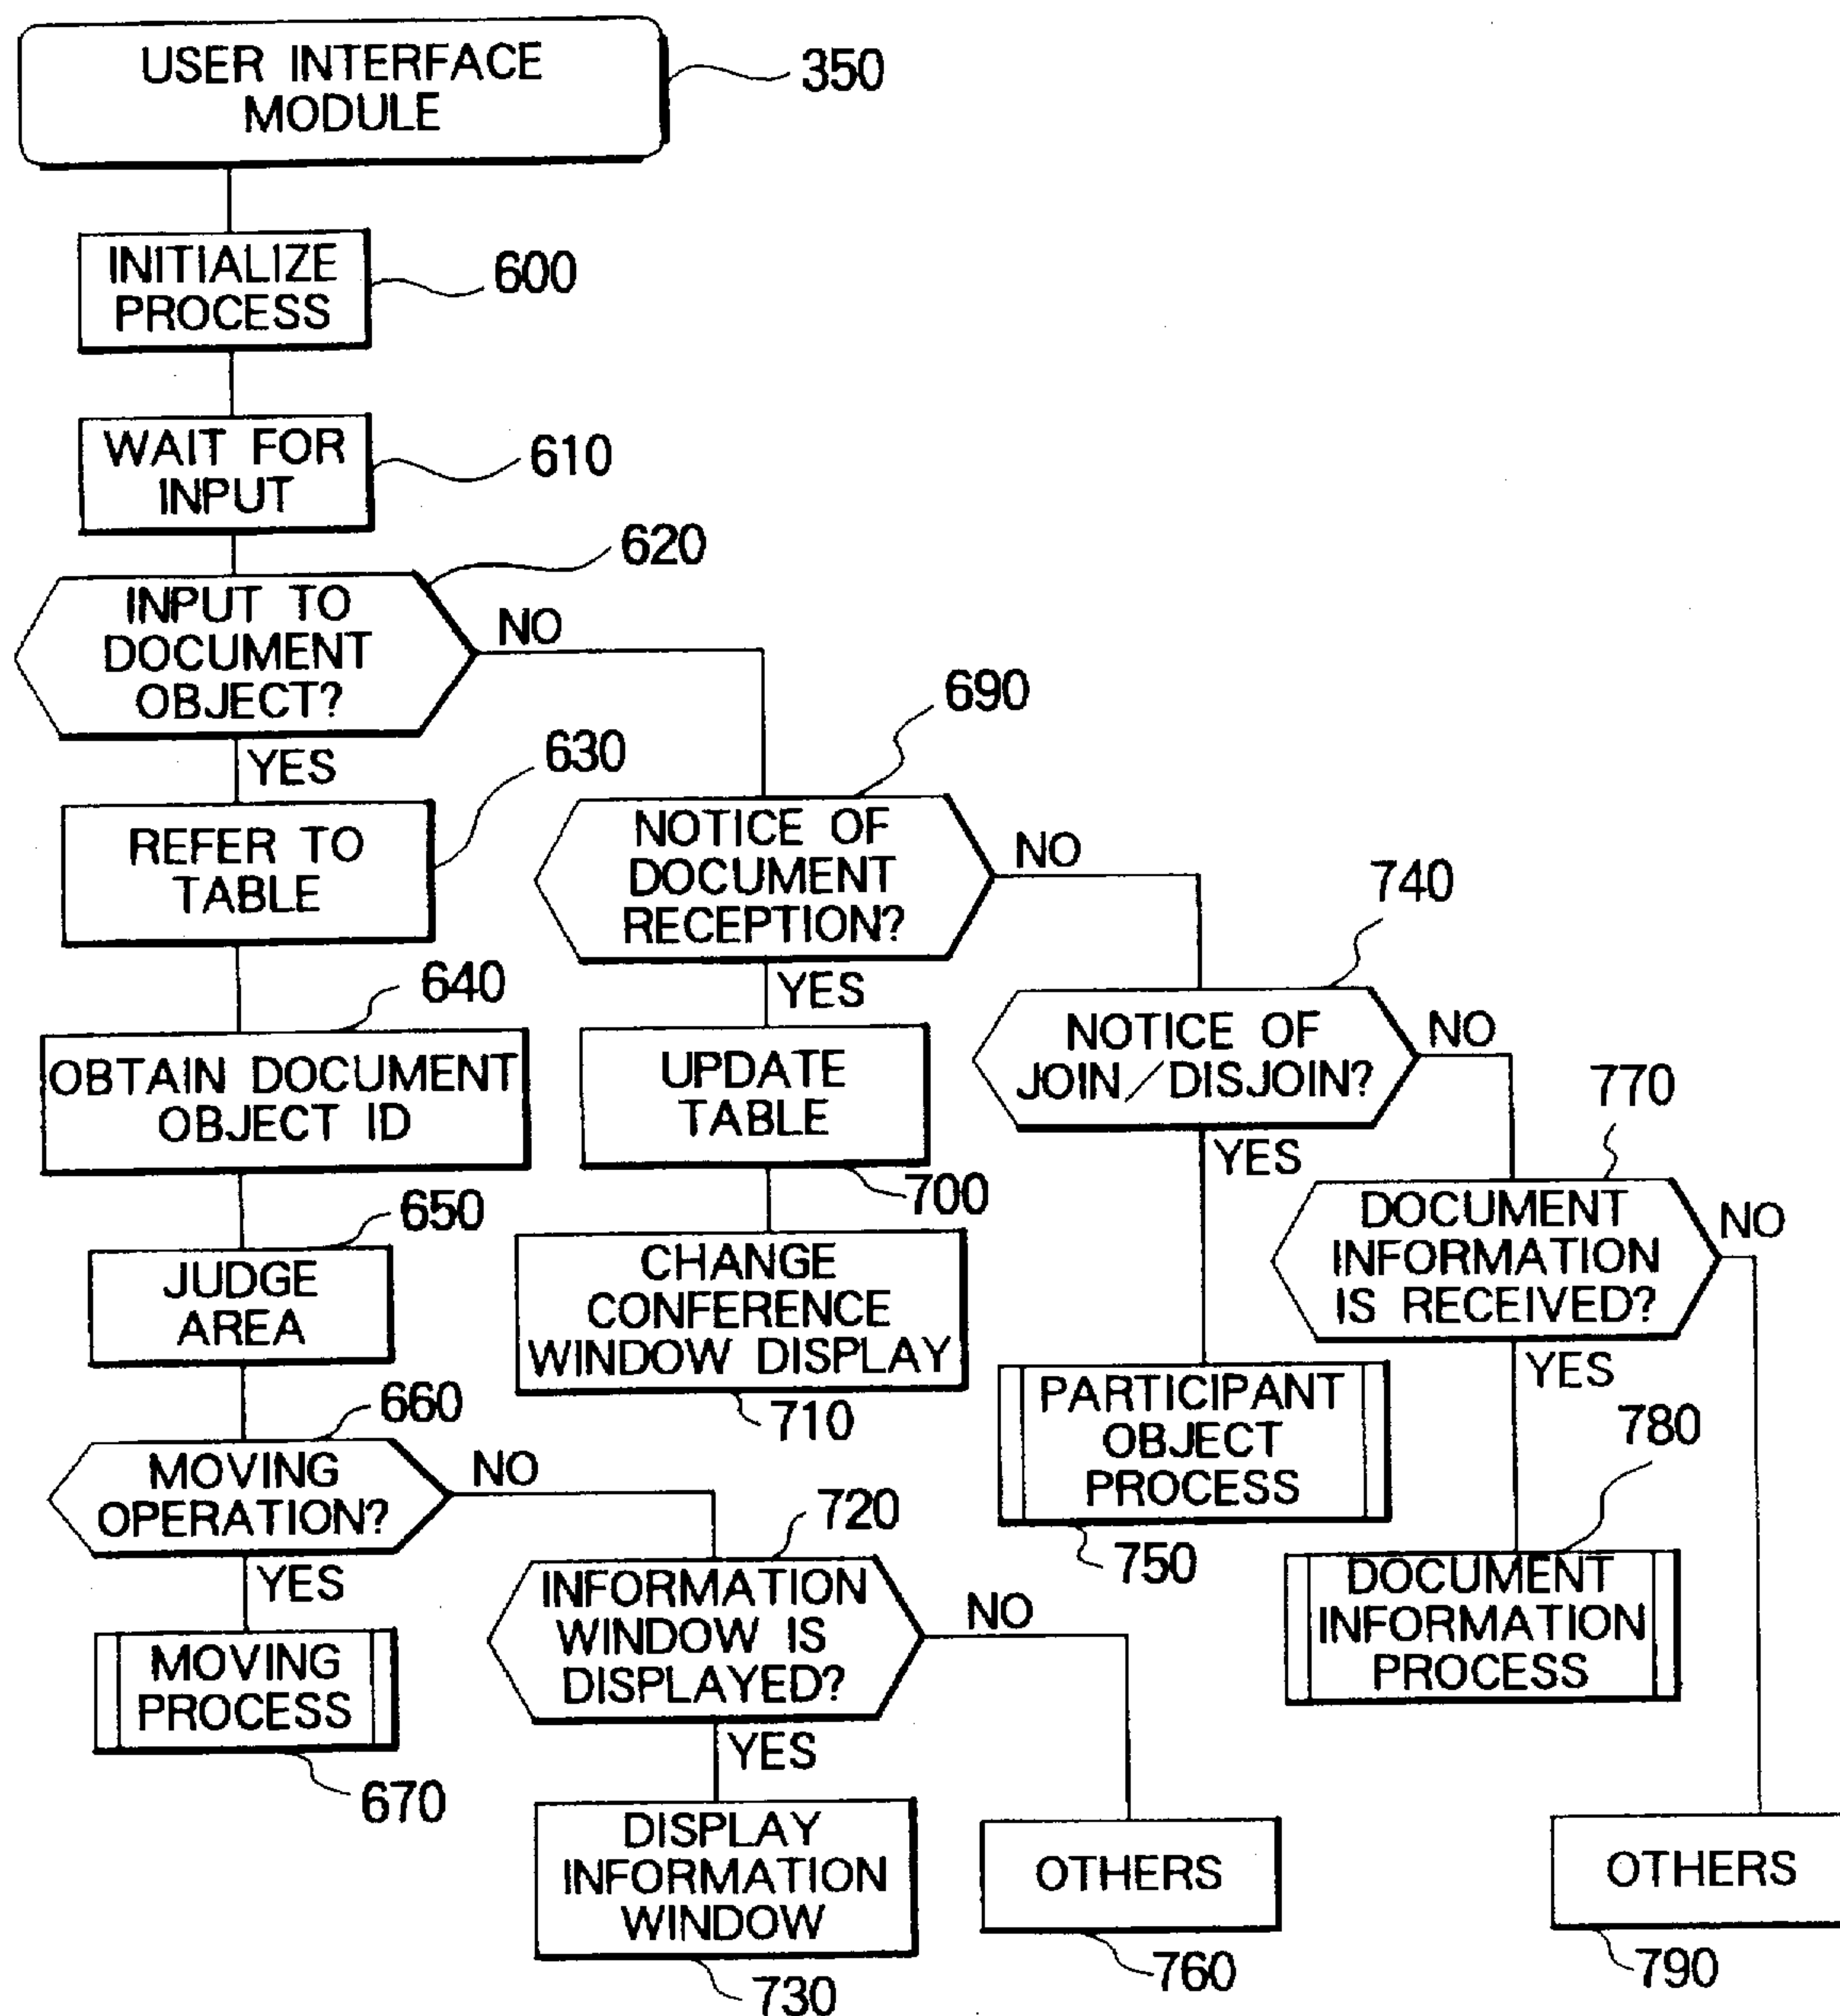 USER INTERFACE
MODULE
350
INITIALIZE
PROCESS
600
WAIT FOR
INPUT
610
620
INPUT TO
DOCUMENT
OBJECT?
NO
YES
630
REFER TO
TABLE
640
OBTAIN DOCUMENT
OBJECT ID
650
JUDGE
AREA
660
MOVING
OPERATION?
NO
YES
MOVING
PROCESS
670
690
NOTICE OF
DOCUMENT
RECEPTION?
NO
YES
UPDATE
TABLE
700
CHANGE
CONFERENCE
WINDOW DISPLAY
710
720
INFORMATION
WINDOW IS
DISPLAYED?
NO
YES
DISPLAY
INFORMATION
WINDOW
730
OTHERS
760
740
NOTICE OF
JOIN/DISJOIN?
NO
YES
PARTICIPANT
OBJECT
PROCESS
750
770
DOCUMENT
INFORMATION
IS RECEIVED?
NO
YES
780
DOCUMENT
INFORMATION
PROCESS
OTHERS
790